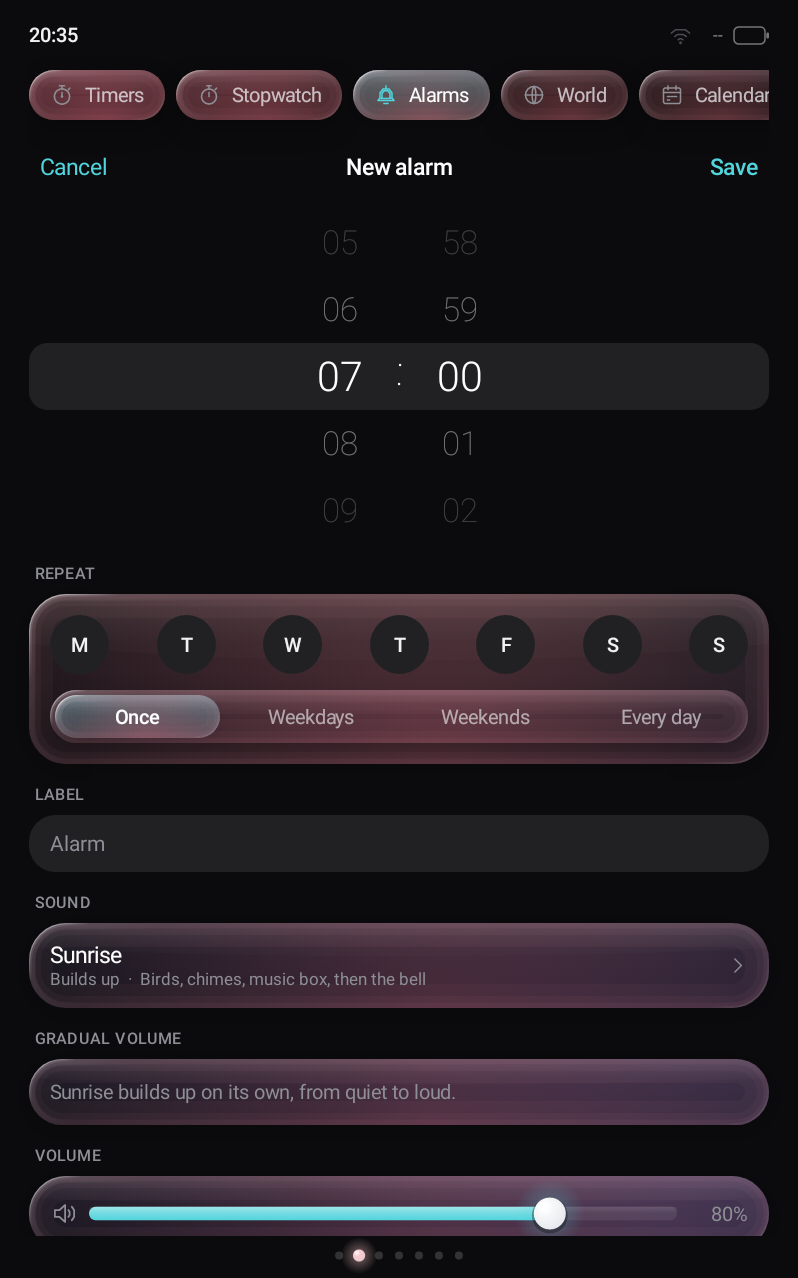 20:35
--
Timers Stopwatch Alarms World Calendar
Cancel New alarm Save
05 58
06 59
07 : 00
08 01
09 02
REPEAT
M T W T F S S
Once Weekdays Weekends Every day
LABEL
Alarm
SOUND
Sunrise
Builds up · Birds, chimes, music box, then the bell
GRADUAL VOLUME
Sunrise builds up on its own, from quiet to loud.
VOLUME
80%